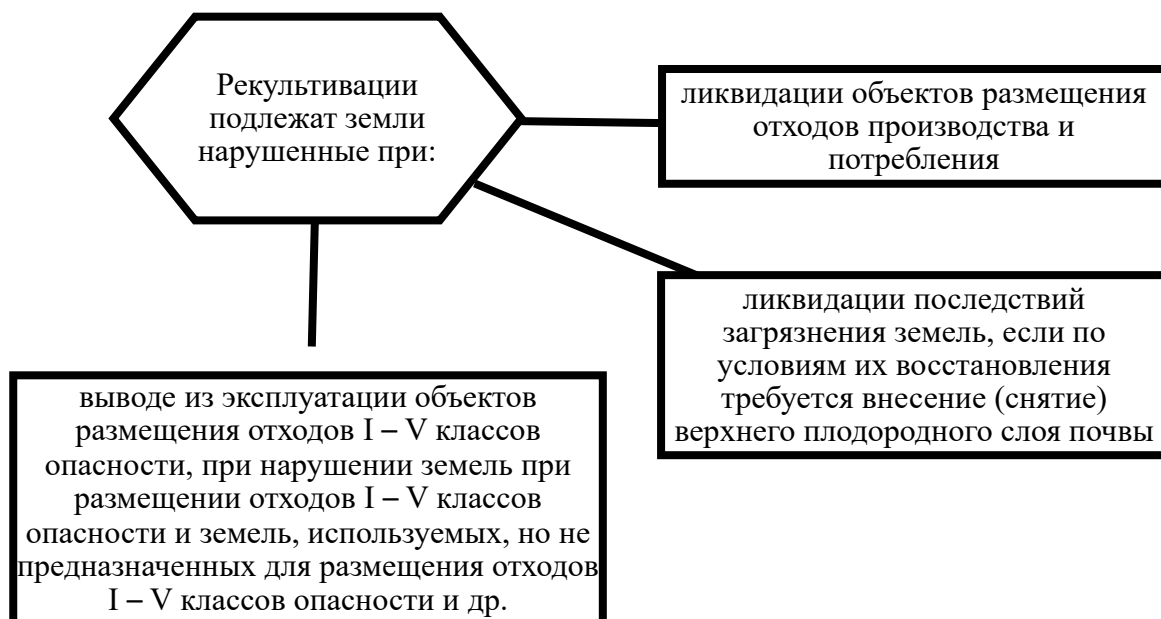 Рекультивации
подлежат земли
нарушенные при:
ликвидации объектов размещения
отходов производства и
потребления
ликвидации последствий
загрязнения земель, если по
условиям их восстановления
требуется внесение (снятие)
верхнего плодородного слоя почвы
выводе из эксплуатации объектов
размещения отходов I – V классов
опасности, при нарушении земель при
размещении отходов I – V классов
опасности и земель, используемых, но не
предназначенных для размещения отходов
I – V классов опасности и др.